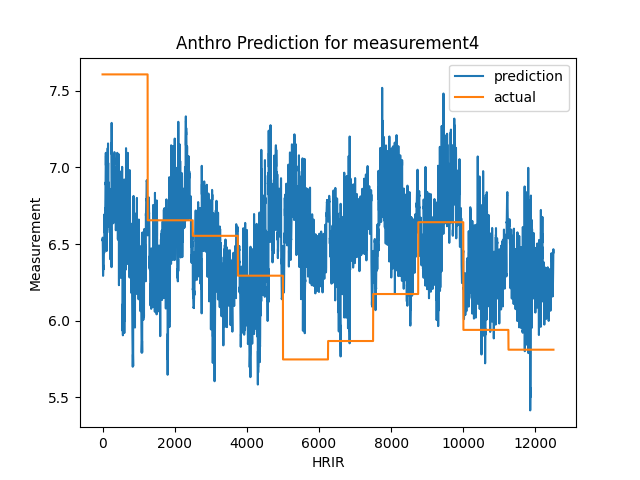 Anthro Prediction for measurement4
prediction
actual
Measurement
7.5
7.0
6.5
6.0
5.5
0
2000
4000
6000
8000
10000
12000
HRIR